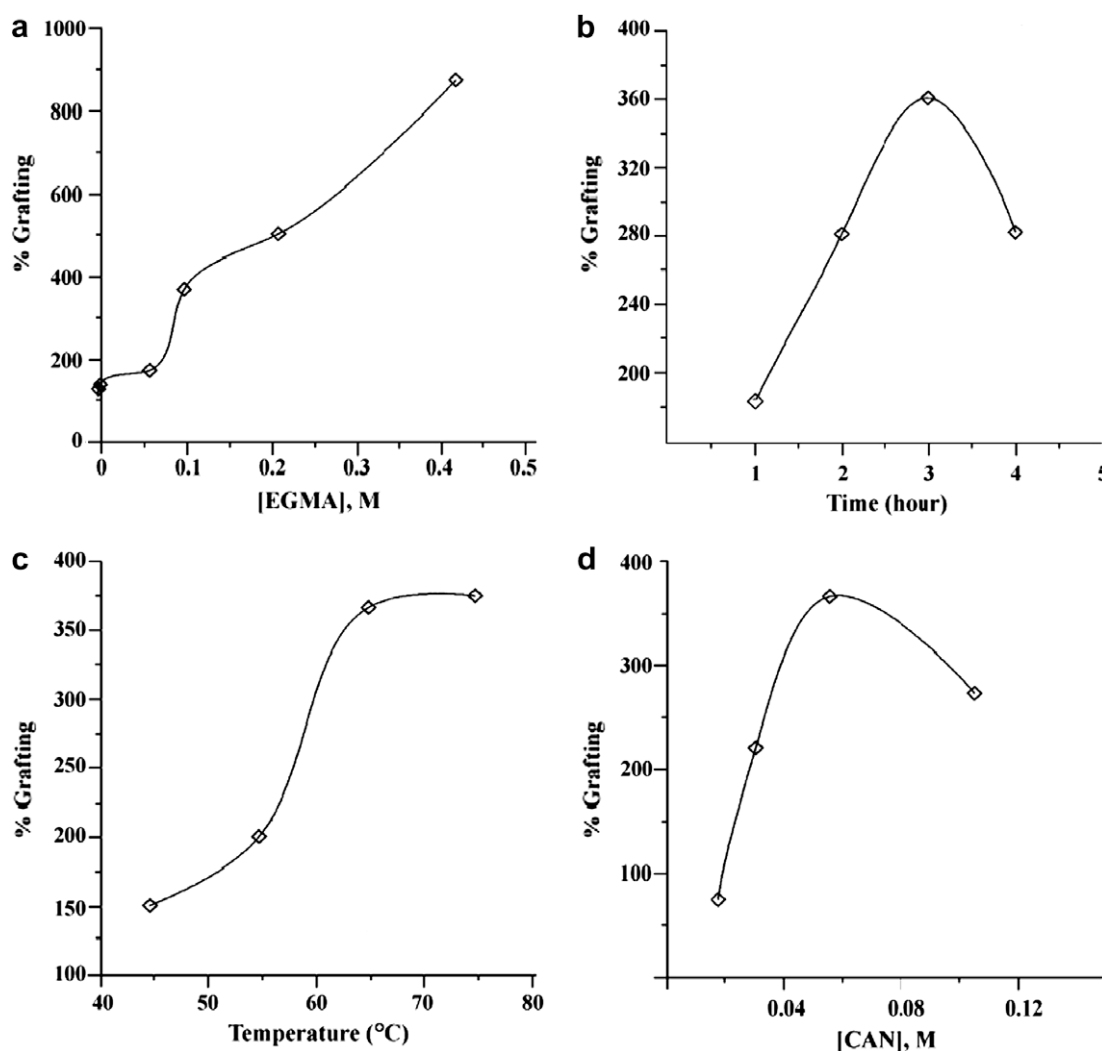 a
1000
800
600
400
200
0
% Grafting
0 0.1 0.2 0.3 0.4 0.5
[EGMA], M
b
400
360
320
280
240
200
% Grafting
1 2 3 4 5
Time (hour)
c
400
350
300
250
200
150
100
% Grafting
40 50 60 70 80
Temperature (°C)
d
400
300
200
100
% Grafting
0.04 0.08 0.12
[CAN], M